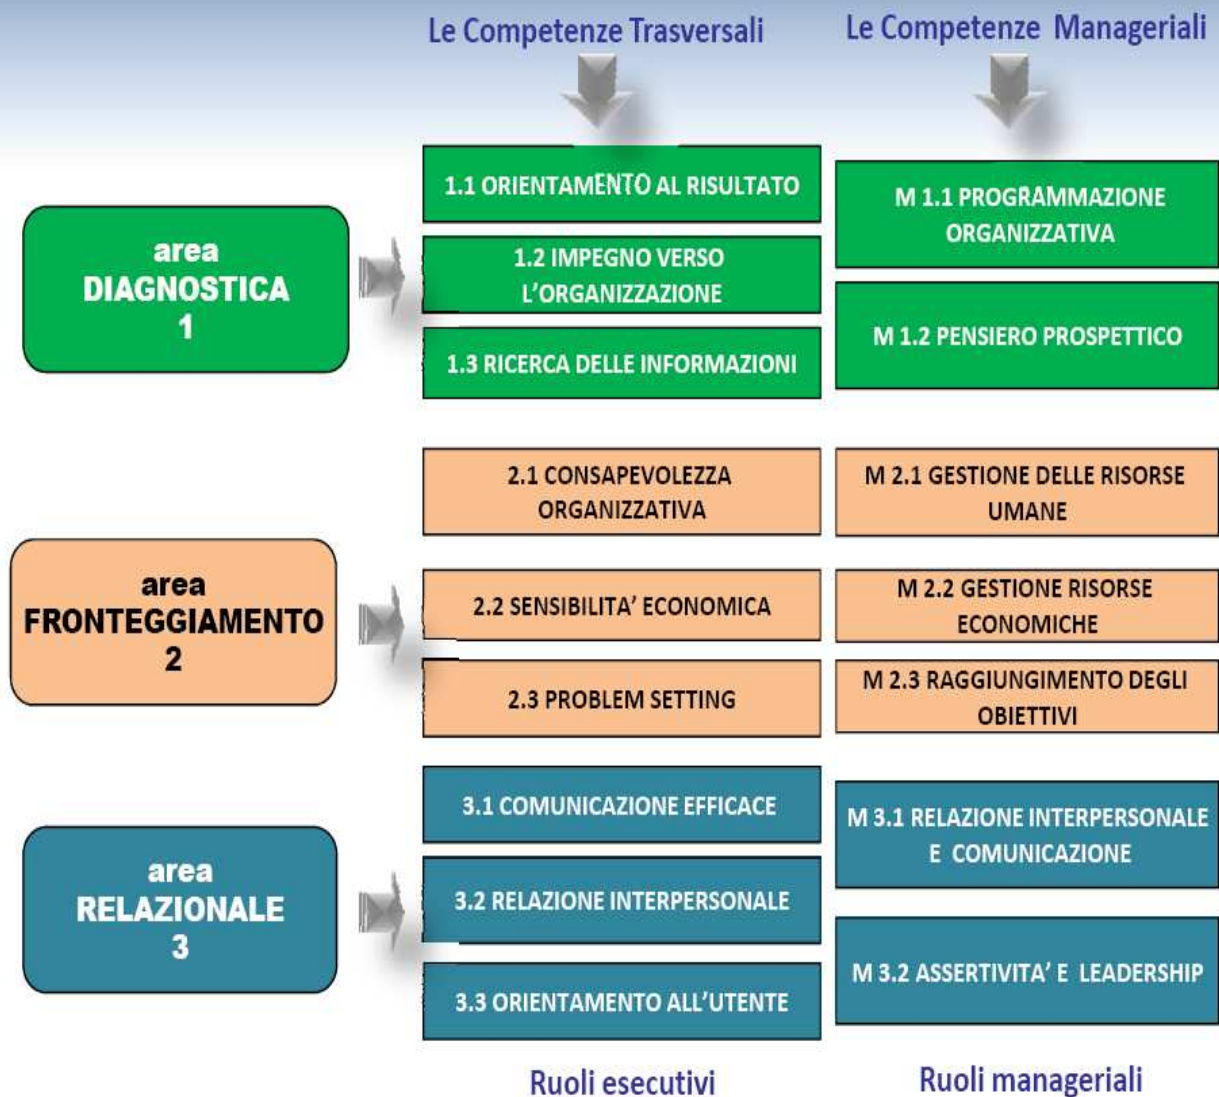 Le Competenze Trasversali
Le Competenze Manageriali
area
DIAGNOSTICA
1
1.1 ORIENTAMENTO AL RISULTATO
1.2 IMPEGNO VERSO
L'ORGANIZZAZIONE
1.3 RICERCA DELLE INFORMAZIONI
M 1.1 PROGRAMMAZIONE
ORGANIZZATIVA
M 1.2 PENSIERO PROSPETTICO
area
FRONTEGGIAMENTO
2
2.1 CONSAPEVOLEZZA
ORGANIZZATIVA
2.2 SENSIBILITA' ECONOMICA
2.3 PROBLEM SETTING
M 2.1 GESTIONE DELLE RISORSE
UMANE
M 2.2 GESTIONE RISORSE
ECONOMICHE
M 2.3 RAGGIUNGIMENTO DEGLI
OBIETTIVI
area
RELAZIONALE
3
3.1 COMUNICAZIONE EFFICACE
3.2 RELAZIONE INTERPERSONALE
3.3 ORIENTAMENTO ALL'UTENTE
M 3.1 RELAZIONE INTERPERSONALE
E COMUNICAZIONE
M 3.2 ASSERTIVITA' E LEADERSHIP
Ruoli esecutivi
Ruoli manageriali